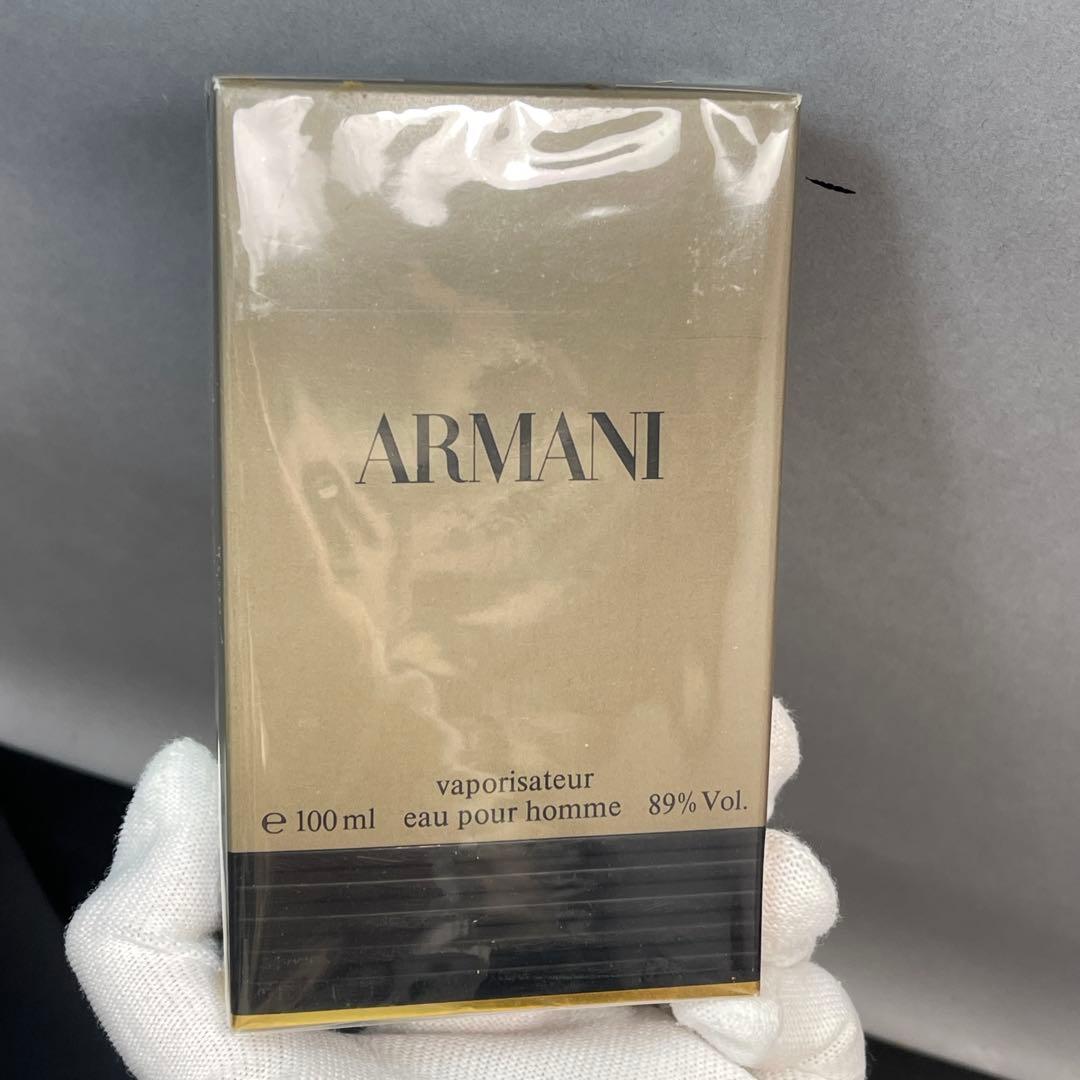 ARMANI
vaporisateur
℮ 100 ml eau pour homme 89% Vol.